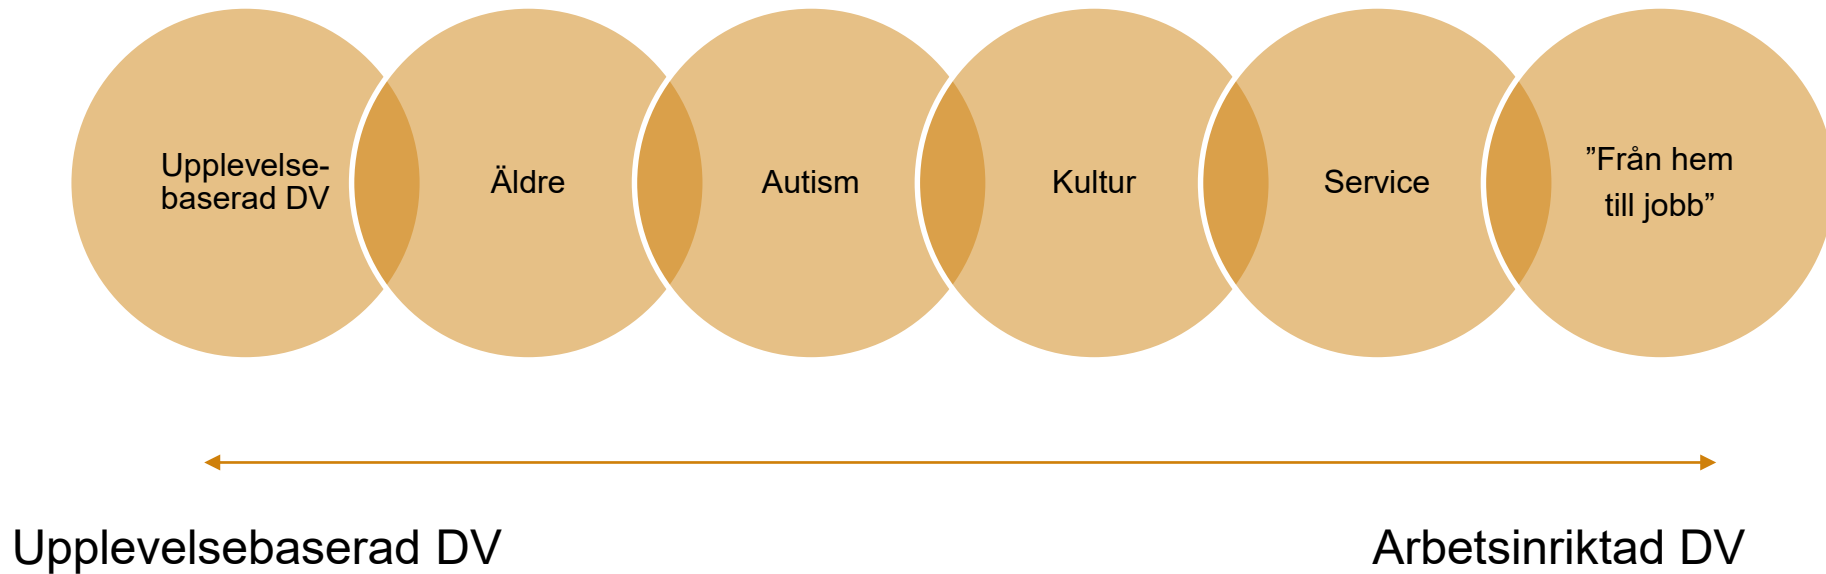 Upplevelse-
baserad DV
Äldre
Autism
Kultur
Service
”Från hem
till jobb”
Upplevelsebaserad DV
Arbetsinriktad DV